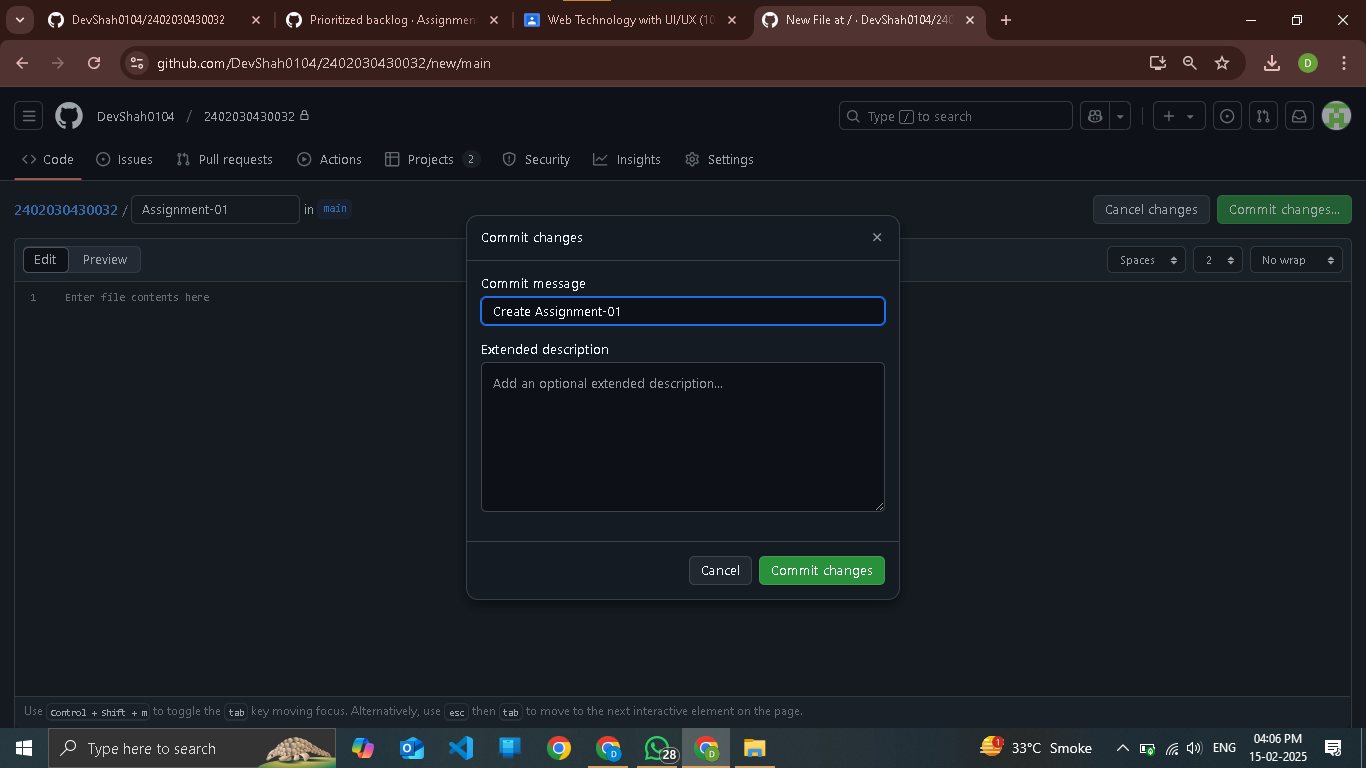 DevShah0104/2402030430032
Prioritized backlog · Assignmen
Web Technology with UI/UX (10
New File at / · DevShah0104/240
github.com/DevShah0104/2402030430032/new/main
D
DevShah0104 / 2402030430032
Type / to search
Code
Issues
Pull requests
Actions
Projects 2
Security
Insights
Settings
2402030430032 / Assignment-01 in main
Cancel changes
Commit changes...
Edit
Preview
Spaces
2
No wrap
1 Enter file contents here
Commit changes
Commit message
Create Assignment-01
Extended description
Add an optional extended description...
Cancel
Commit changes
Use Control + Shift + m to toggle the tab key moving focus. Alternatively, use esc then tab to move to the next interactive element on the page.
Type here to search
28
D
D
1
33°C Smoke
ENG
04:06 PM
15-02-2025